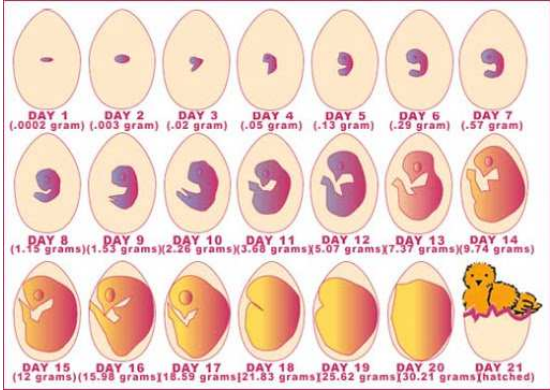 DAY 1 DAY 2 DAY 3 DAY 4 DAY 5 DAY 6 DAY 7
(.0002 gram) (.003 gram) (.02 gram) (.05 gram) (.13 gram) (.29 gram) (.57 gram)
DAY 8 DAY 9 DAY 10 DAY 11 DAY 12 DAY 13 DAY 14
(1.15 grams)(1.53 grams)(2.26 grams)(3.68 grams)(5.07 grams)(7.37 grams)(9.74 grams)
DAY 15 DAY 16 DAY 17 DAY 18 DAY 19 DAY 20 DAY 21
(12 grams) (15.98 grams)(18.59 grams)(21.83 grams)(25.62 grams)(30.21 grams)(hatched)